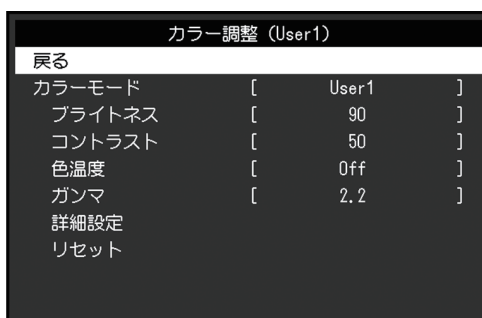 カラー調整（User1）
戻る
カラーモード [ User1 ]
ブライトネス [ 90 ]
コントラスト [ 50 ]
色温度 [ Off ]
ガンマ [ 2.2 ]
詳細設定
リセット